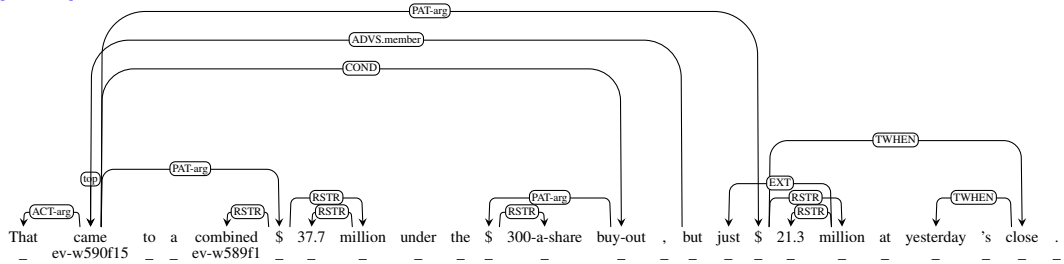 PAT-arg
ADVS.member
COND
TWHEN
top
PAT-arg
EXT
ACT-arg RSTR RSTR RSTR PAT-arg RSTR RSTR RSTR TWHEN
That came to a combined $ 37.7 million under the $ 300-a-share buy-out , but just $ 21.3 million at yesterday 's close .
_ ev-w590f15 _ _ ev-w589f1 _ _ _ _ _ _ _ _ _ _ _ _ _ _ _ _ _ _ _